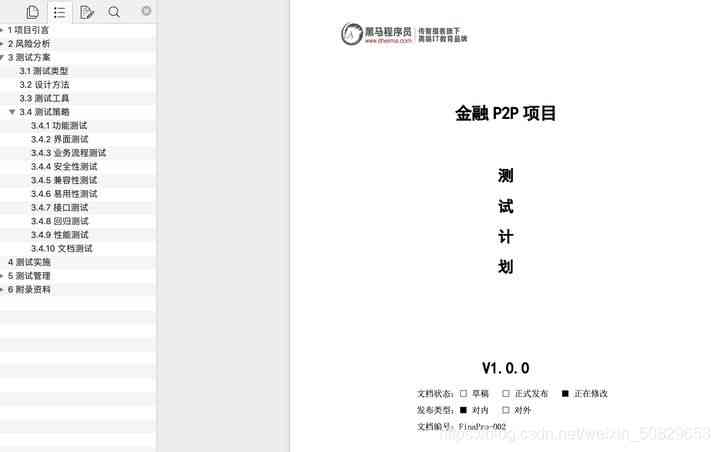 1 项目引言
2 风险分析
3 测试方案
3.1 测试类型
3.2 设计方法
3.3 测试工具
3.4 测试策略
3.4.1 功能测试
3.4.2 界面测试
3.4.3 业务流程测试
3.4.4 安全性测试
3.4.5 兼容性测试
3.4.6 易用性测试
3.4.7 接口测试
3.4.8 回归测试
3.4.9 性能测试
3.4.10 文档测试
4 测试实施
5 测试管理
6 附录资料
黑马程序员
www.itheima.com
传智播客旗下
高端IT教育品牌
金融 P2P 项目
测
试
计
划
V1.0.0
文档状态：□ 草稿 □ 正式发布 ■ 正在修改
发布类型：■ 对内 □ 对外
文档编号：FinaPro-002
https://blog.csdn.net/weixin_50829653